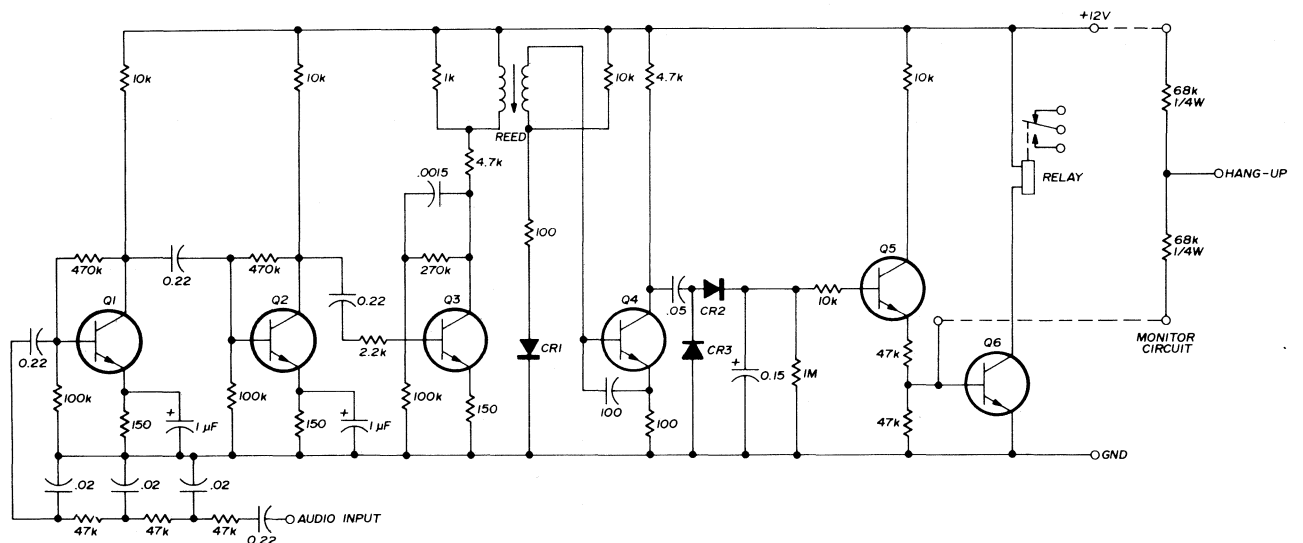 +12V
10k
10k
1k
REED
10k
4.7k
10k
68k
1/4W
4.7k
.0015
100
RELAY
HANG-UP
470k
0.22
470k
0.22
270k
68k
1/4W
Q1
Q2
Q3
Q4
Q5
0.22
2.2k
CR1
.05
CR2
10k
CR3
47k
MONITOR
CIRCUIT
Q6
100k
150
+
1 µF
100k
150
+
1 µF
100k
150
100
100
+
0.15
1M
47k
GND
.02
.02
.02
47k
47k
47k
0.22
AUDIO INPUT